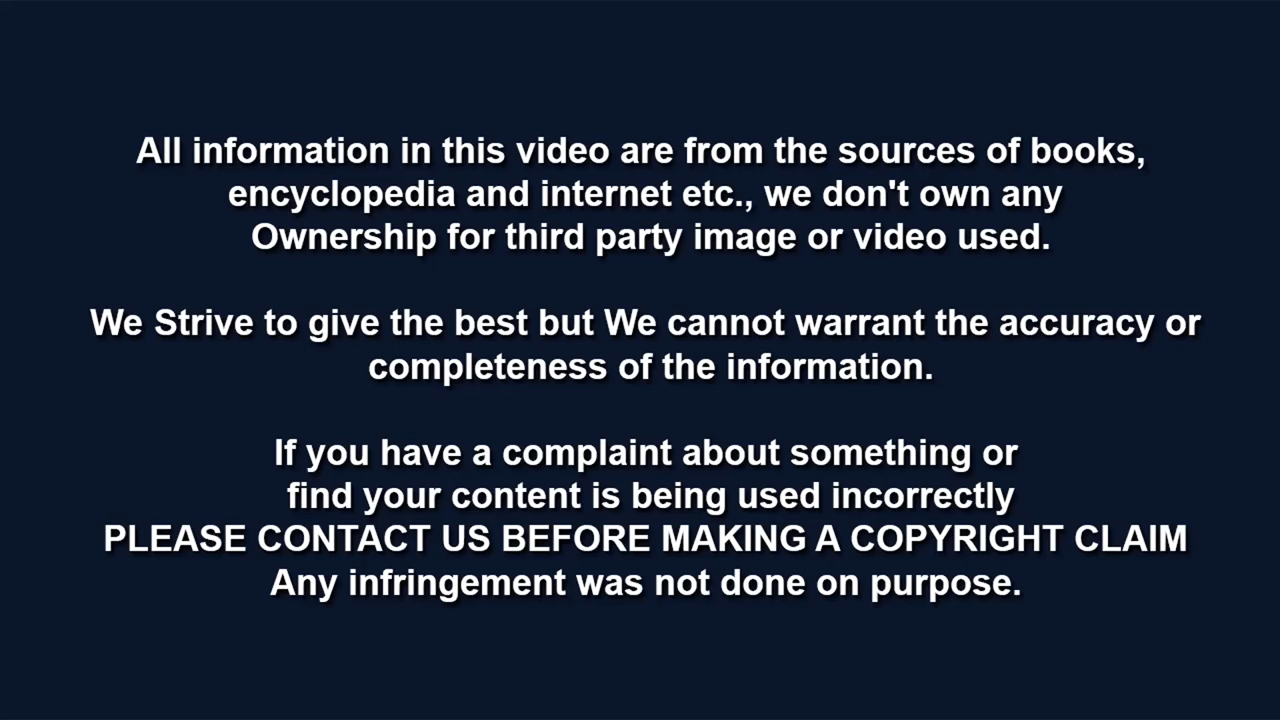 All information in this video are from the sources of books,
encyclopedia and internet etc., we don't own any
Ownership for third party image or video used.
We Strive to give the best but We cannot warrant the accuracy or
completeness of the information.
If you have a complaint about something or
find your content is being used incorrectly
PLEASE CONTACT US BEFORE MAKING A COPYRIGHT CLAIM
Any infringement was not done on purpose.